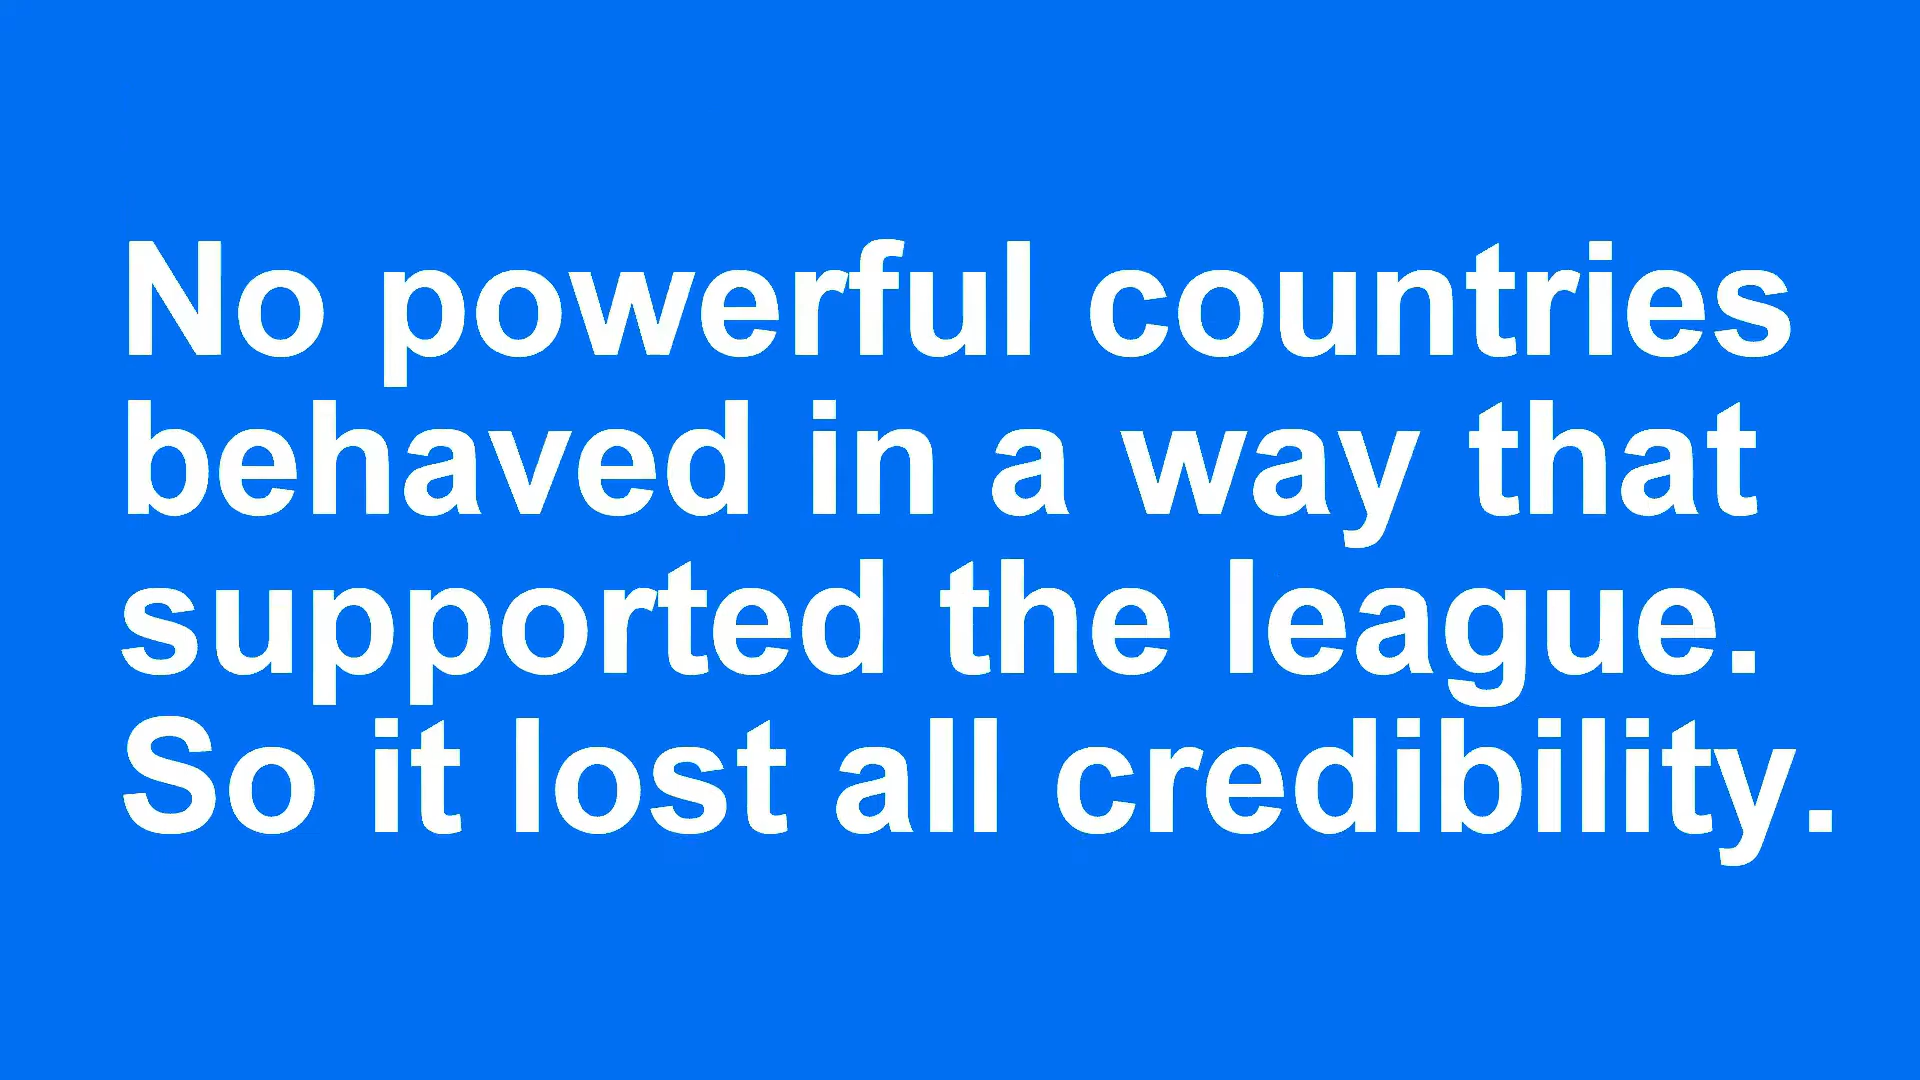 No powerful countries
behaved in a way that
supported the league.
So it lost all credibility.